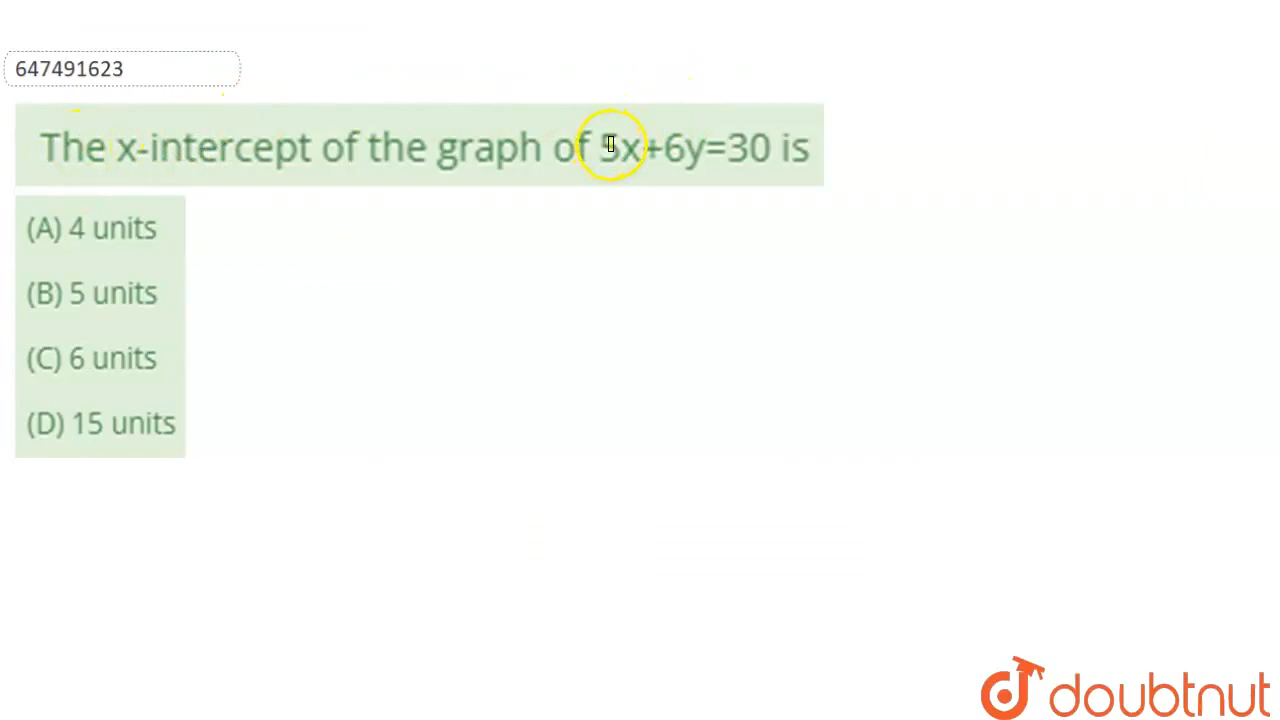 647491623
The x-intercept of the graph of 5x+6y=30 is
(A) 4 units
(B) 5 units
(C) 6 units
(D) 15 units
doubtnut